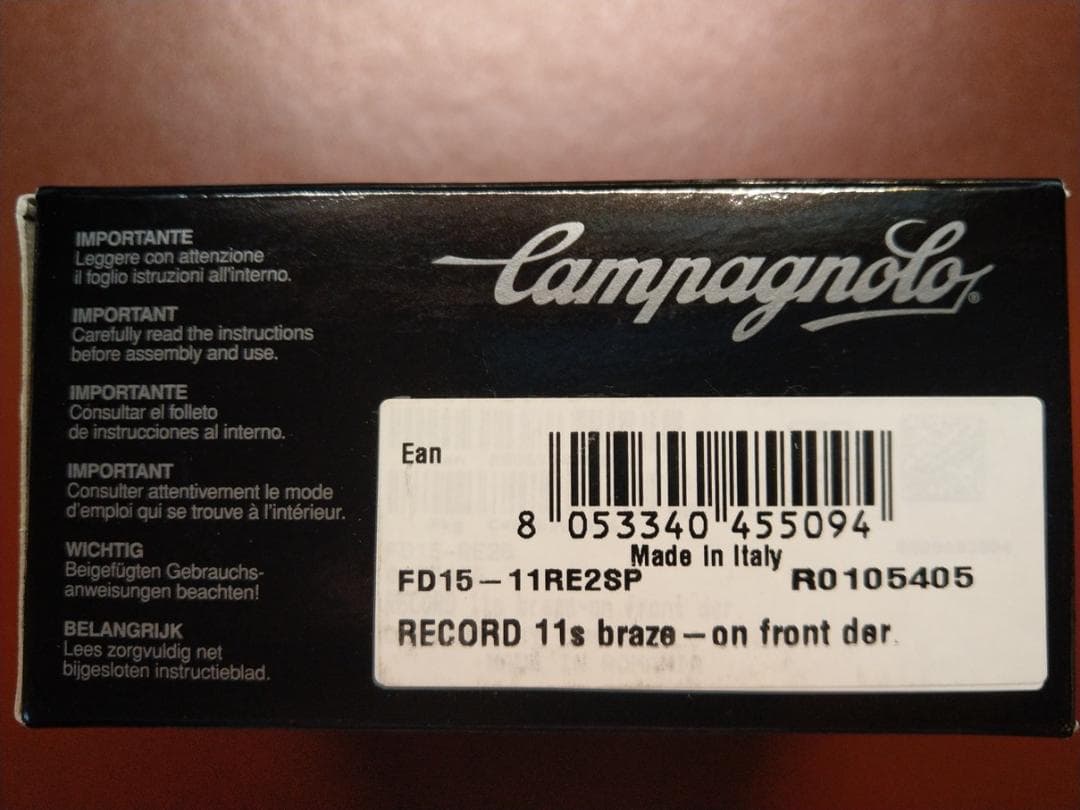 IMPORTANTE
Leggere con attenzione
il foglio istruzioni all'interno.
IMPORTANT
Carefully read the instructions
before assembly and use.
IMPORTANTE
Consultar el folleto
de instrucciones al interno.
IMPORTANT
Consulter attentivement le mode
d'emploi qui se trouve à l'intérieur.
WICHTIG
Beigefügten Gebrauchs-
anweisungen beachten!
BELANGRIJK
Lees zorgvuldig net
bijgesloten instructieblad.
Campagnolo®
Ean
8 053340 455094
Made In Italy
FD15-11RE2SP R0105405
RECORD 11s braze-on front der.